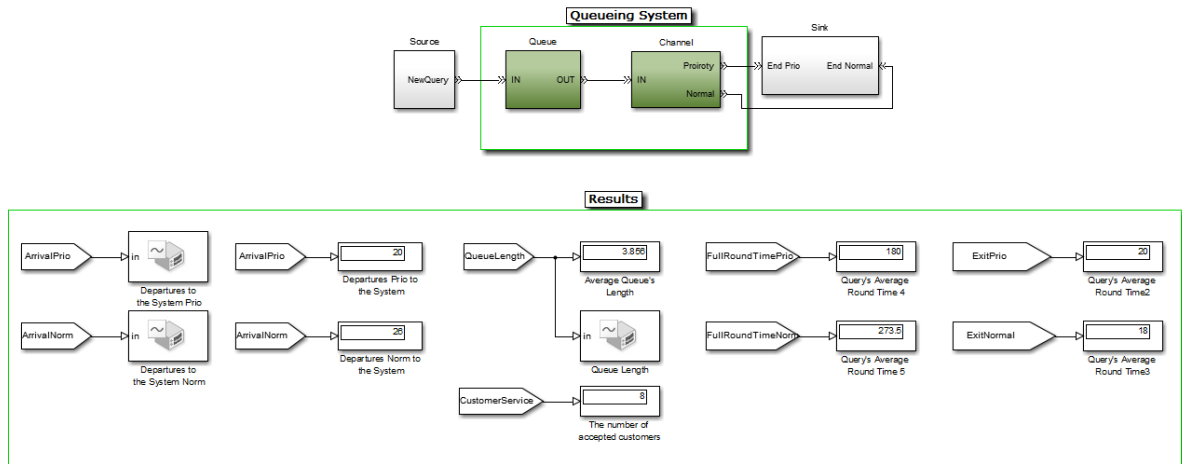 Queueing System
Source
Queue
Channel
Sink
NewQuery
IN
OUT
IN
Proiroty
Normal
End Prio
End Normal
Results
ArrivalPrio
in
Departures to
the System Prio
ArrivalPrio
20
Departures Prio to
the System
QueueLength
3.856
Average Queue's
Length
FullRoundTimePrio
180
Query's Average
Round Time 4
ExitPrio
20
Query's Average
Round Time2
ArrivalNorm
in
Departures to
the System Norm
ArrivalNorm
26
Departures Norm to
the System
in
Queue Length
FullRoundTimeNorm
273.5
Query's Average
Round Time 5
ExitNormal
18
Query's Average
Round Time3
CustomerService
8
The number of
accepted customers